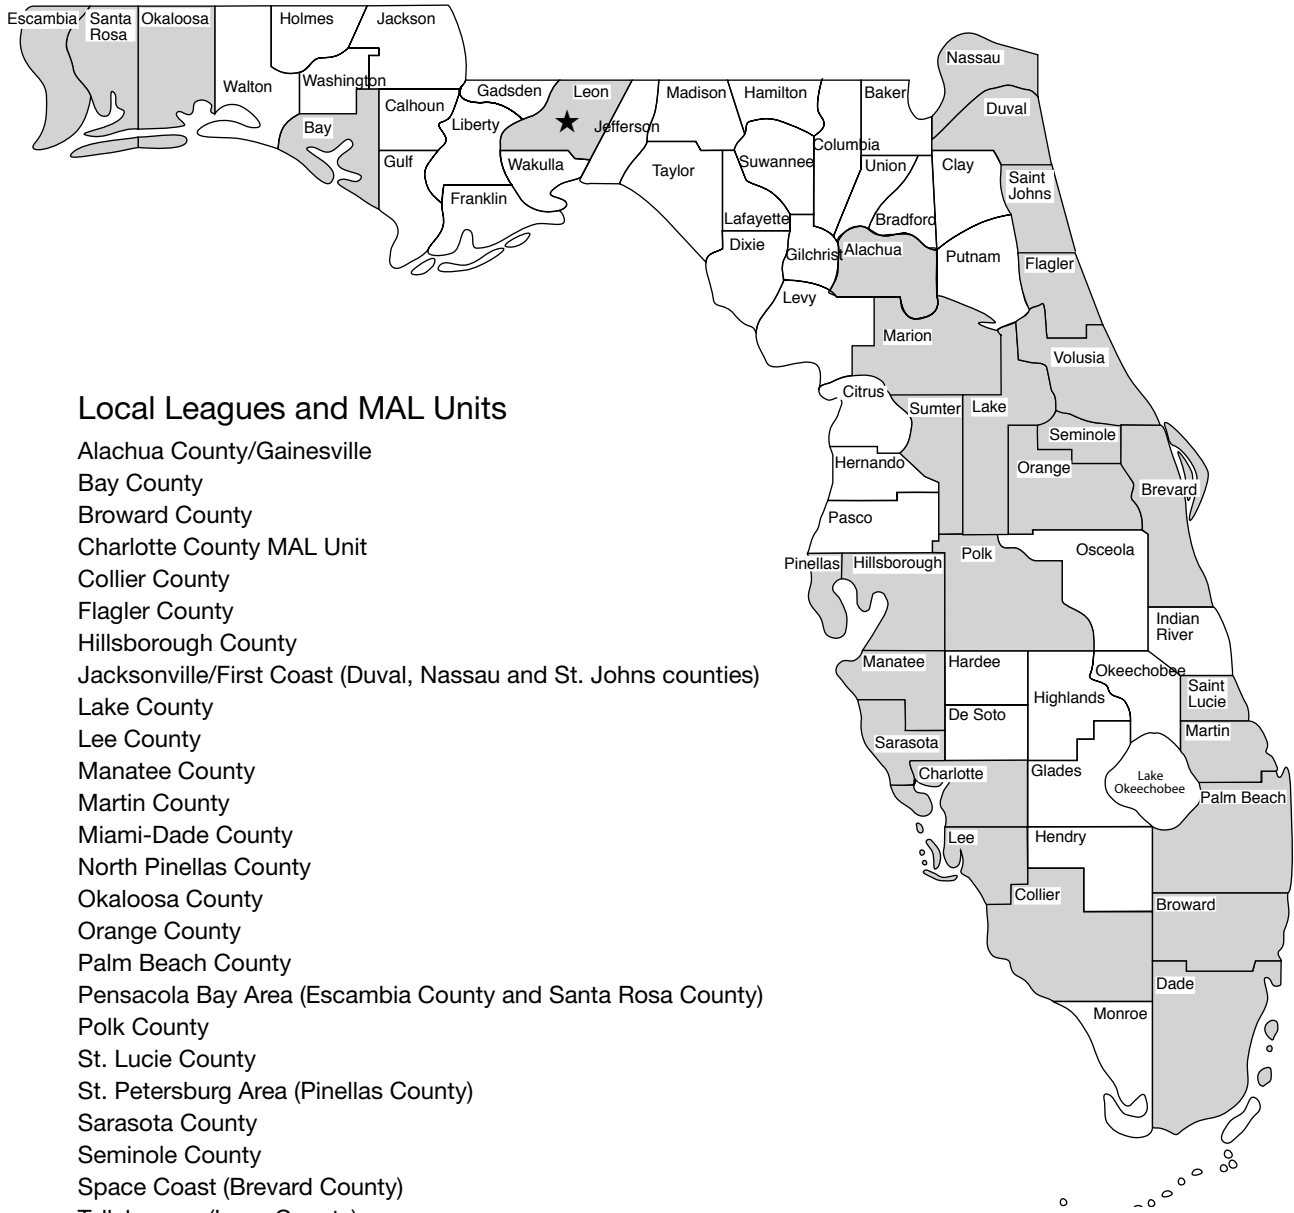 Escambia
Santa
Rosa
Okaloosa
Holmes
Jackson
Walton
Washington
Bay
Calhoun
Gulf
Gadsden
Liberty
Leon
Jefferson
Wakulla
Franklin
Madison
Hamilton
Taylor
Suwannee
Lafayette
Dixie
Columbia
Baker
Union
Bradford
Gilchrist
Alachua
Levy
Nassau
Duval
Clay
Saint
Johns
Putnam
Flagler
Marion
Volusia
Citrus
Sumter
Lake
Seminole
Orange
Hernando
Brevard
Pasco
Pinellas
Hillsborough
Polk
Osceola
Indian
River
Manatee
Hardee
Okeechobee
Highlands
Saint
Lucie
De Soto
Martin
Sarasota
Charlotte
Glades
Lake
Okeechobee
Palm Beach
Lee
Hendry
Collier
Broward
Dade
Monroe
Local Leagues and MAL Units
Alachua County/Gainesville
Bay County
Broward County
Charlotte County MAL Unit
Collier County
Flagler County
Hillsborough County
Jacksonville/First Coast (Duval, Nassau and St. Johns counties)
Lake County
Lee County
Manatee County
Martin County
Miami-Dade County
North Pinellas County
Okaloosa County
Orange County
Palm Beach County
Pensacola Bay Area (Escambia County and Santa Rosa County)
Polk County
St. Lucie County
St. Petersburg Area (Pinellas County)
Sarasota County
Seminole County
Space Coast (Brevard County)